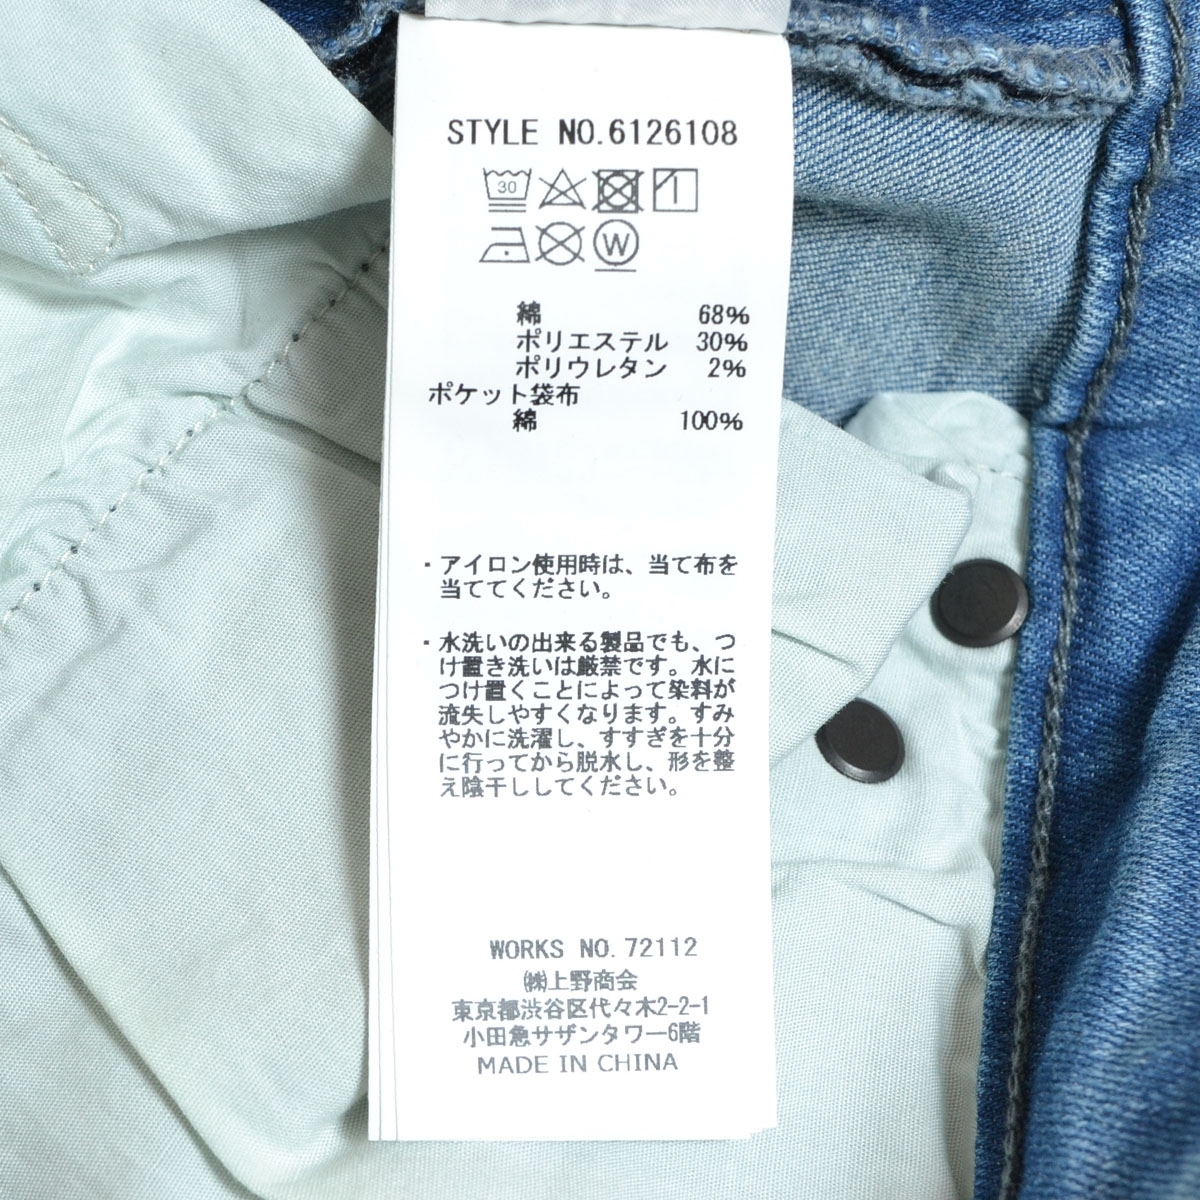 STYLE NO.6126108
30
W
綿 68%
ポリエステル 30%
ポリウレタン 2%
ポケット袋布
綿 100%
・アイロン使用時は、当て布を
当ててください。
・水洗いの出来る製品でも、つ
け置き洗いは厳禁です。水に
つけ置くことによって染料が
流失しやすくなります。すみ
やかに洗濯し、すすぎを十分
に行ってから脱水し、形を整
え陰干ししてください。
WORKS NO.72112
㈱上野商会
東京都渋谷区代々木2-2-1
小田急サザンタワー6階
MADE IN CHINA